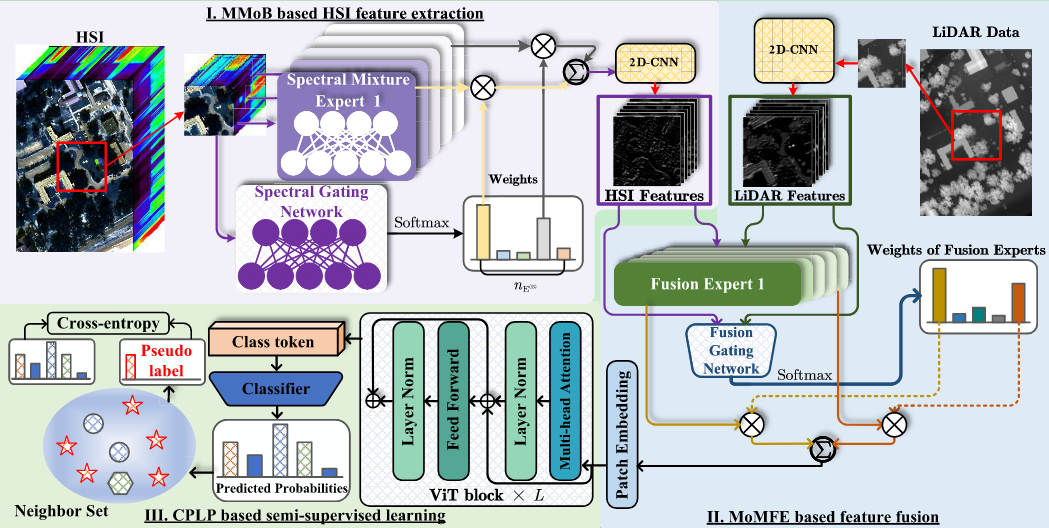 I. MMoB based HSI feature extraction
HSI
Spectral Mixture
Expert 1
Spectral Gating
Network
Softmax
Weights
2D-CNN
HSI Features
2D-CNN
LiDAR Features
LiDAR Data
Fusion Expert 1
Fusion
Gating
Network
Softmax
Weights of Fusion Experts
II. MoMFE based feature fusion
Patch Embedding
Multi-head Attention
Layer Norm
Feed Forward
Layer Norm
ViT block × L
Class token
Classifier
Predicted Probabilities
Cross-entropy
Pseudo
label
Neighbor Set
III. CPLP based semi-supervised learning